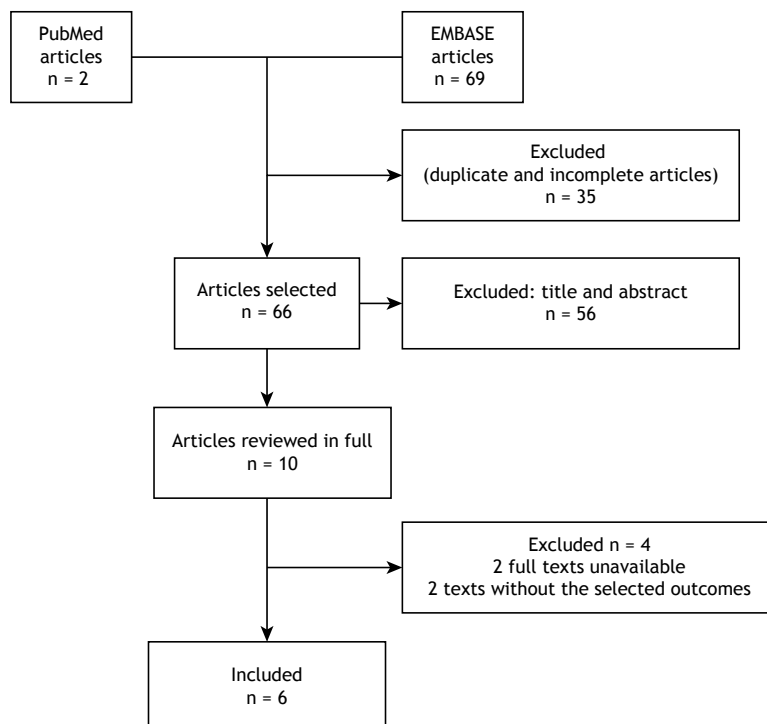 PubMed
articles
n = 2
EMBASE
articles
n = 69
Excluded
(duplicate and incomplete articles)
n = 35
Articles selected
n = 66
Excluded: title and abstract
n = 56
Articles reviewed in full
n = 10
Excluded n = 4
2 full texts unavailable
2 texts without the selected outcomes
Included
n = 6